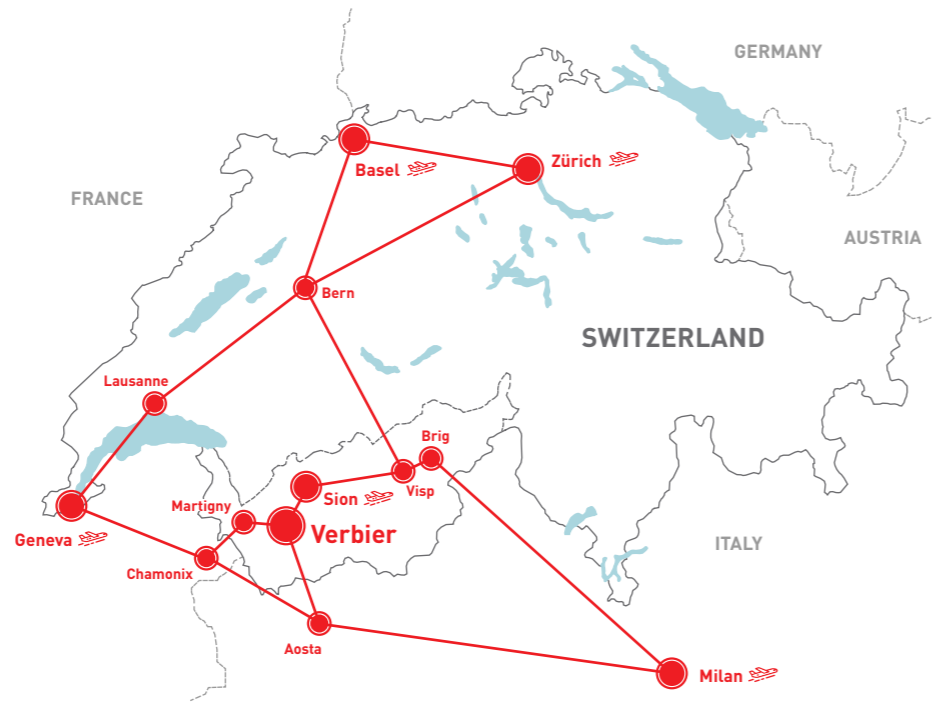 GERMANY
Basel
Zürich
FRANCE
AUSTRIA
Bern
SWITZERLAND
Lausanne
Brig
Visp
Sion
Martigny
Verbier
Geneva
ITALY
Chamonix
Aosta
Milan